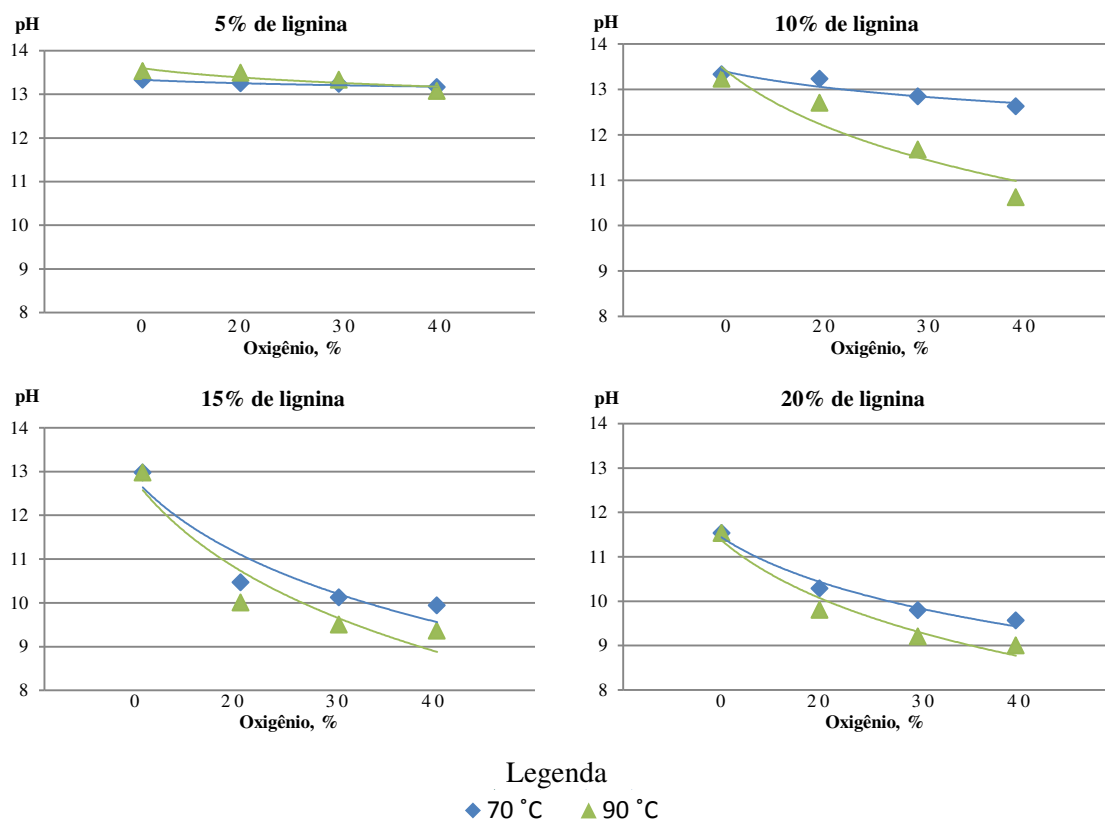 pH
5% de lignina
14
13
12
11
10
9
8
0 20 30 40
Oxigênio, %
pH
10% de lignina
14
13
12
11
10
9
8
0 20 30 40
Oxigênio, %
pH
15% de lignina
14
13
12
11
10
9
8
0 20 30 40
Oxigênio, %
pH
20% de lignina
14
13
12
11
10
9
8
0 20 30 40
Oxigênio, %
Legenda
70 ˚C 90 ˚C